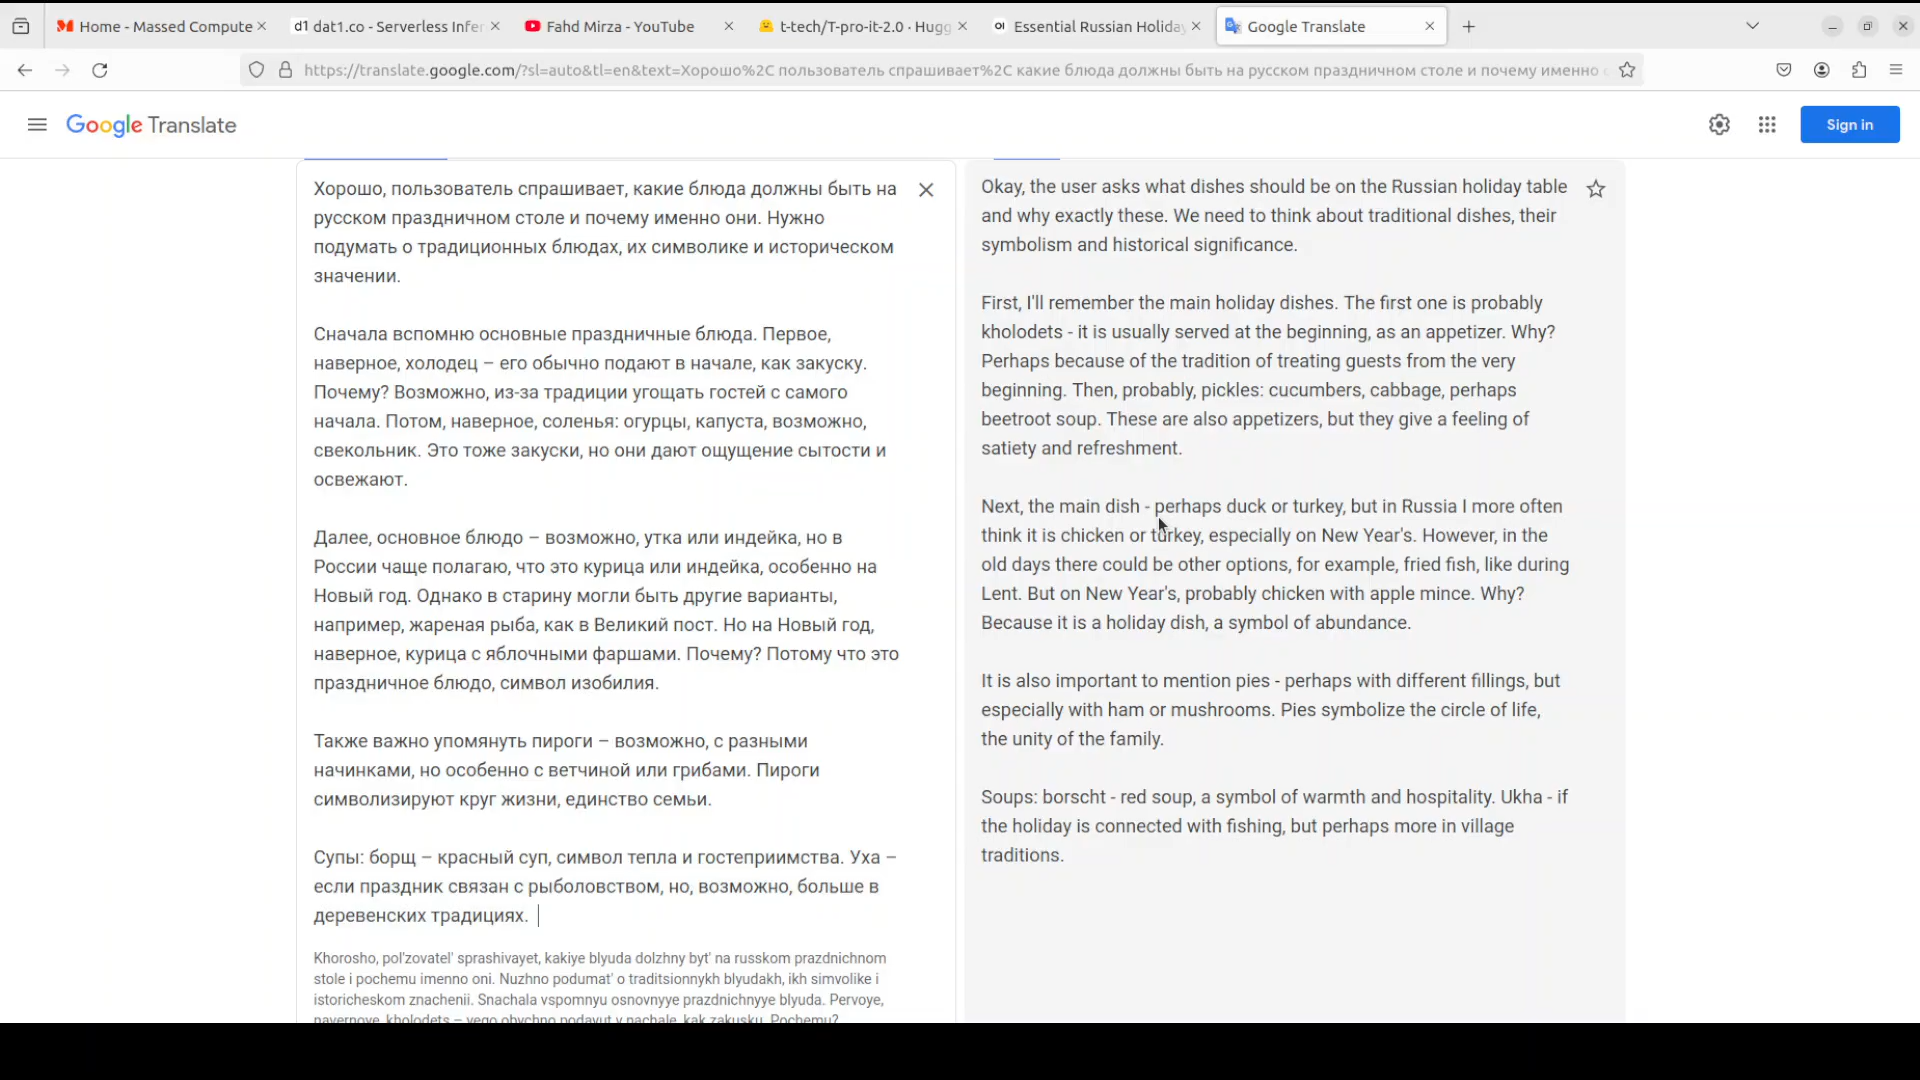 Home - Massed Compute
d1 dat1.co - Serverless Infer
Fahd Mirza - YouTube
t-tech/T-pro-it-2.0 · Hugg
OI Essential Russian Holiday
Google Translate
https://translate.google.com/?sl=auto&tl=en&text=Хорошо%2C пользователь спрашивает%2C какие блюда должны быть на русском праздничном столе и почему именно
Google Translate
Sign in
Хорошо, пользователь спрашивает, какие блюда должны быть на
русском праздничном столе и почему именно они. Нужно
подумать о традиционных блюдах, их символике и историческом
значении.
Сначала вспомню основные праздничные блюда. Первое,
наверное, холодец – его обычно подают в начале, как закуску.
Почему? Возможно, из-за традиции угощать гостей с самого
начала. Потом, наверное, соленья: огурцы, капуста, возможно,
свекольник. Это тоже закуски, но они дают ощущение сытости и
освежают.
Далее, основное блюдо – возможно, утка или индейка, но в
России чаще полагаю, что это курица или индейка, особенно на
Новый год. Однако в старину могли быть другие варианты,
например, жареная рыба, как в Великий пост. Но на Новый год,
наверное, курица с яблочными фаршами. Почему? Потому что это
праздничное блюдо, символ изобилия.
Также важно упомянуть пироги – возможно, с разными
начинками, но особенно с ветчиной или грибами. Пироги
символизируют круг жизни, единство семьи.
Супы: борщ – красный суп, символ тепла и гостеприимства. Уха –
если праздник связан с рыболовством, но, возможно, больше в
деревенских традициях.
Khorosho, pol'zovatel' sprashivayet, kakiye blyuda dolzhny byt' na russkom prazdnichnom
stole i pochemu imenno oni. Nuzhno podumat' o traditsionnykh blyudakh, ikh simvolike i
istoricheskom znachenii. Snachala vspomnyu osnovnyye prazdnichnyye blyuda. Pervoye,
navernoye, kholodets – yego obychno podayut v nachale, kak zakusku. Pochemu?
Okay, the user asks what dishes should be on the Russian holiday table
and why exactly these. We need to think about traditional dishes, their
symbolism and historical significance.
First, I'll remember the main holiday dishes. The first one is probably
kholodets - it is usually served at the beginning, as an appetizer. Why?
Perhaps because of the tradition of treating guests from the very
beginning. Then, probably, pickles: cucumbers, cabbage, perhaps
beetroot soup. These are also appetizers, but they give a feeling of
satiety and refreshment.
Next, the main dish - perhaps duck or turkey, but in Russia I more often
think it is chicken or turkey, especially on New Year's. However, in the
old days there could be other options, for example, fried fish, like during
Lent. But on New Year's, probably chicken with apple mince. Why?
Because it is a holiday dish, a symbol of abundance.
It is also important to mention pies - perhaps with different fillings, but
especially with ham or mushrooms. Pies symbolize the circle of life,
the unity of the family.
Soups: borscht - red soup, a symbol of warmth and hospitality. Ukha - if
the holiday is connected with fishing, but perhaps more in village
traditions.